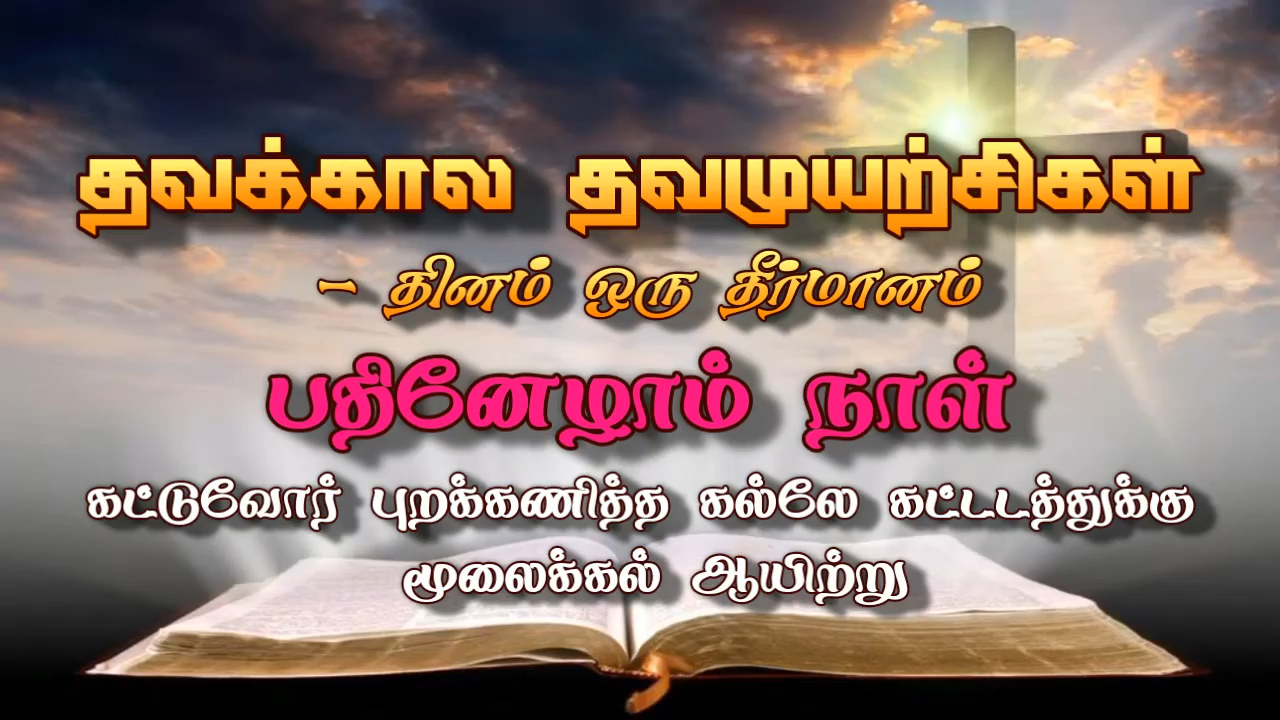 தவக்கால தவமுயற்சிகள்
- தினம் ஒரு தீர்மானம்
பதினேழாம் நாள்
கட்டுவோர் புறக்கணித்த கல்லே கட்டடத்துக்கு
மூலைக்கல் ஆயிற்று